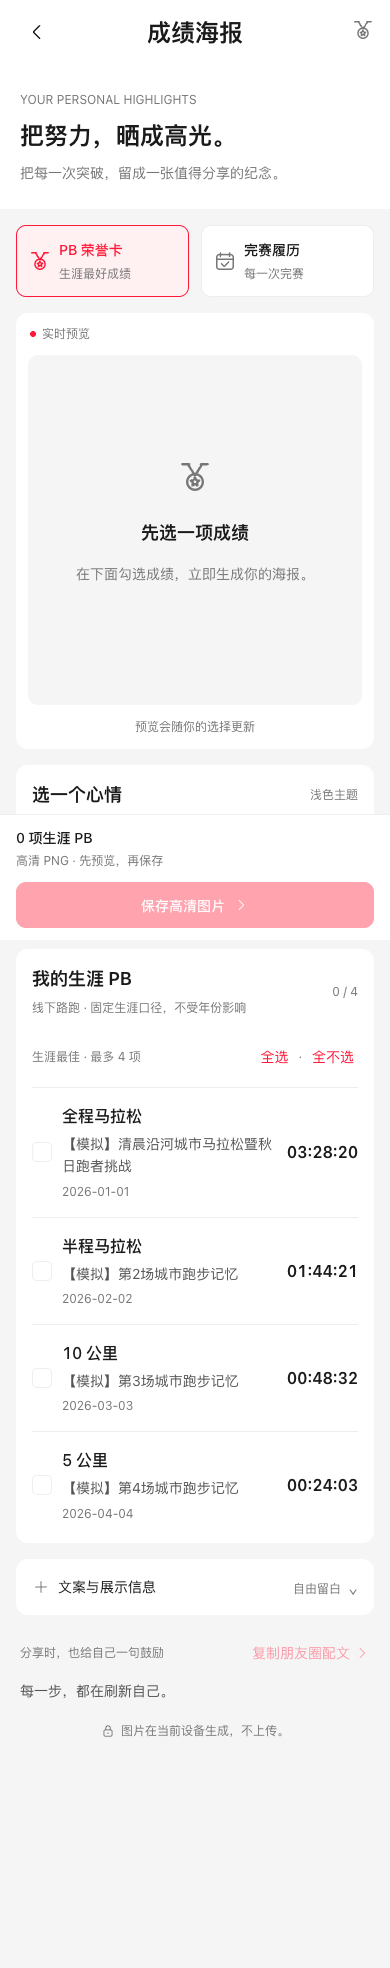 成绩海报
YOUR PERSONAL HIGHLIGHTS
把努力，晒成高光。
把每一次突破，留成一张值得分享的纪念。
PB 荣誉卡
生涯最好成绩
完赛履历
每一次完赛
实时预览
先选一项成绩
在下面勾选成绩，立即生成你的海报。
预览会随你的选择更新
选一个心情
浅色主题
0 项生涯 PB
高清 PNG · 先预览，再保存
保存高清图片
我的生涯 PB
0 / 4
线下路跑 · 固定生涯口径，不受年份影响
生涯最佳 · 最多 4 项
全选 · 全不选
全程马拉松
【模拟】清晨沿河城市马拉松暨秋
日跑者挑战
03:28:20
2026-01-01
半程马拉松
【模拟】第2场城市跑步记忆
01:44:21
2026-02-02
10 公里
【模拟】第3场城市跑步记忆
00:48:32
2026-03-03
5 公里
【模拟】第4场城市跑步记忆
00:24:03
2026-04-04
文案与展示信息
自由留白
分享时，也给自己一句鼓励
复制朋友圈配文
每一步，都在刷新自己。
图片在当前设备生成，不上传。